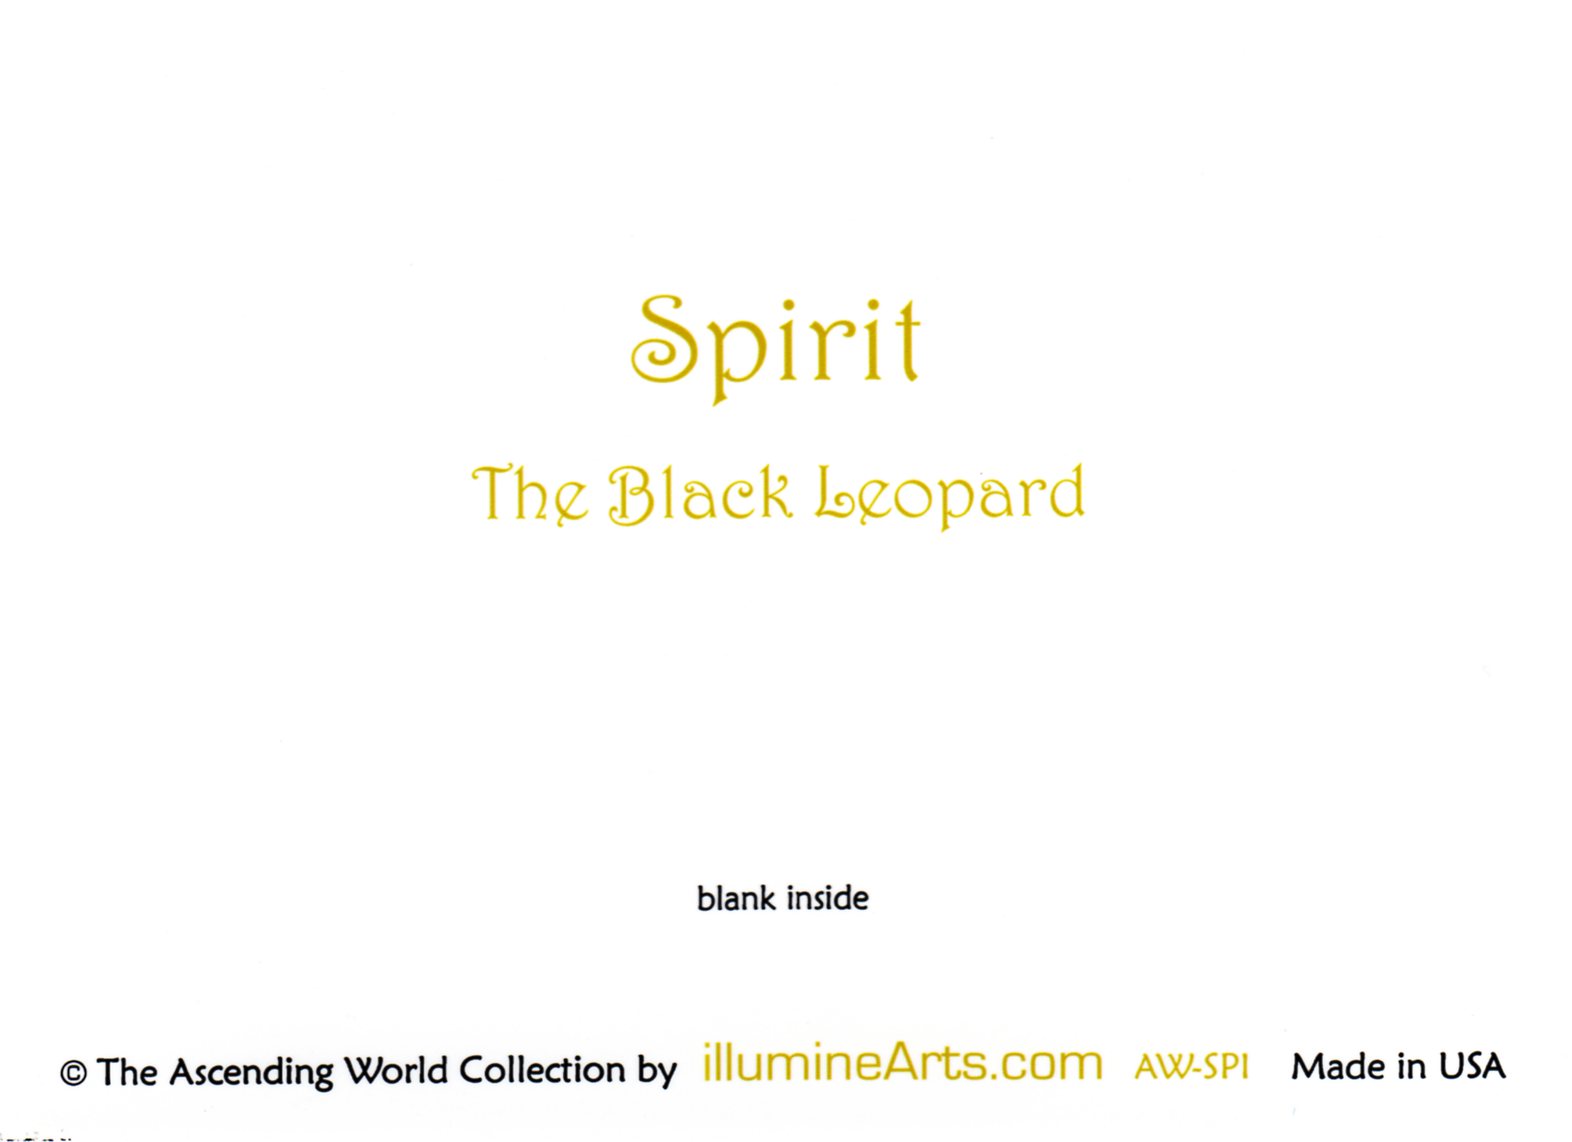 Spirit
The Black Leopard
blank inside
© The Ascending World Collection by illumineArts.com AW-SPI Made in USA